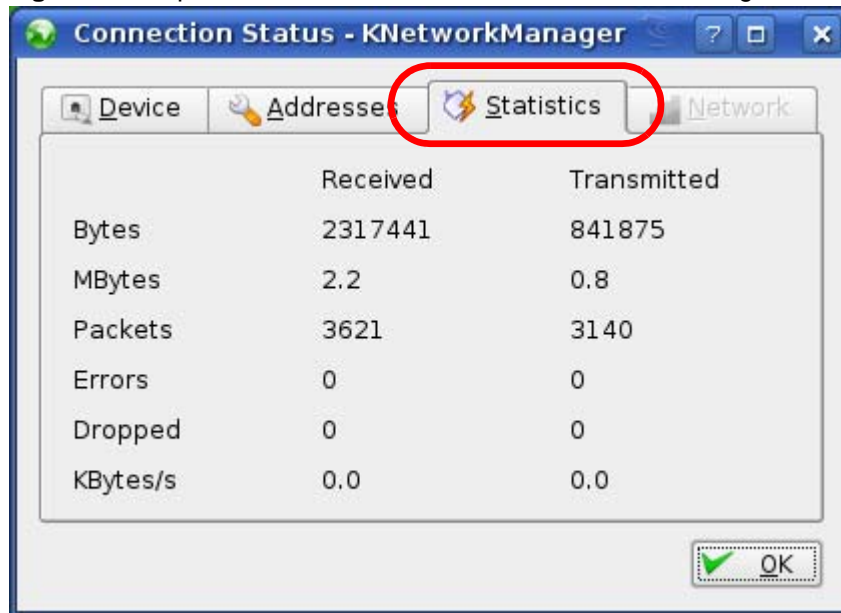 Connection Status - KNetworkManager
Device Addresses Statistics Network
Received Transmitted
Bytes 2317441 841875
MBytes 2.2 0.8
Packets 3621 3140
Errors 0 0
Dropped 0 0
KBytes/s 0.0 0.0
OK